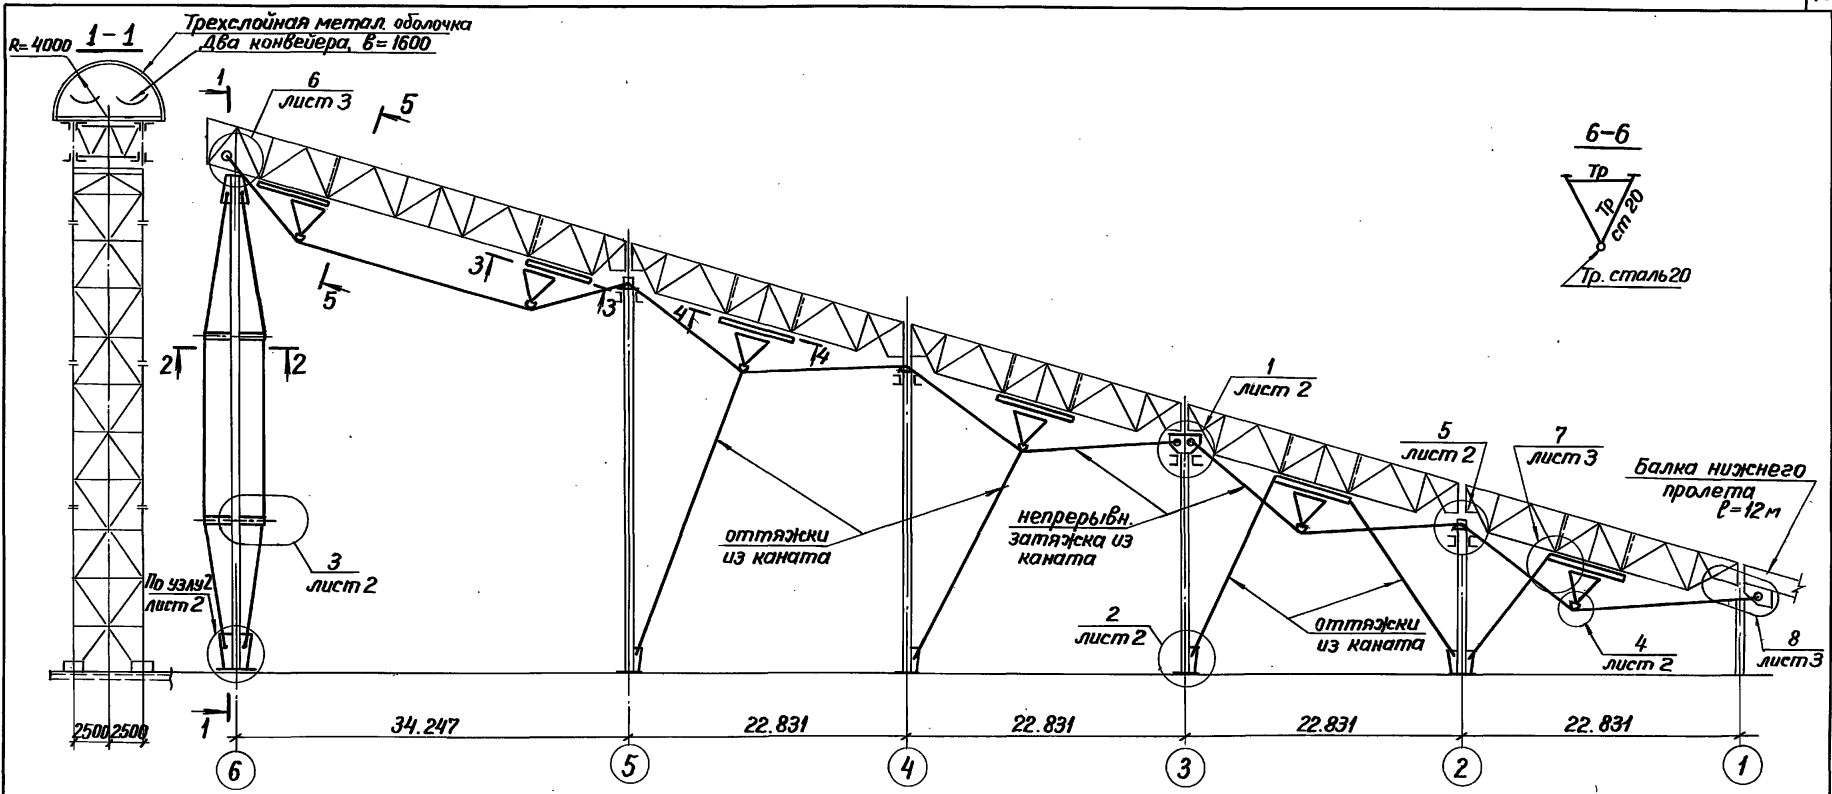 1-1
Трехслойная метал. оболочка
R=4000
Два конвейера, в=1600
1
6
лист 3
5
6-6
Тр
Тр
ст 20
Тр. сталь 20
3
5
3
4
4
2
2
1
лист 2
5
лист 2
7
лист 3
Балка нижнего
пролета
ℓ=12м
оттяжки
из каната
непрерывн.
затяжка из
каната
3
лист 2
По узлу 2
лист 2
2
лист 2
оттяжки
из каната
4
лист 2
8
лист 3
1
2500 2500
34.247
22.831
22.831
22.831
22.831
6
5
4
3
2
1